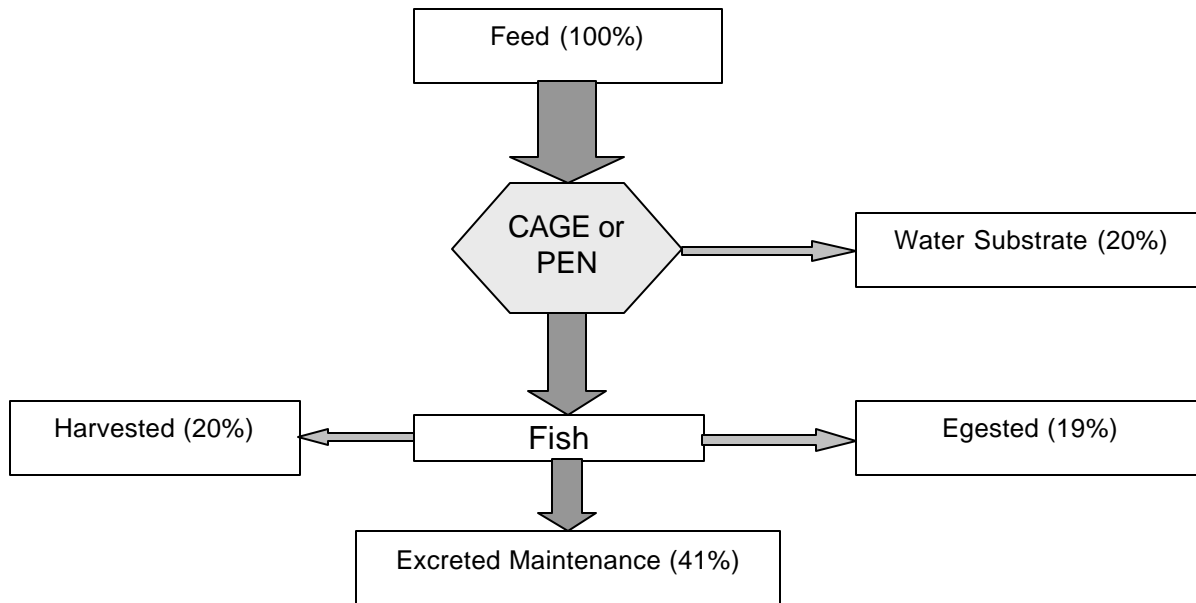 Feed (100%)
CAGE or
PEN
Water Substrate (20%)
Harvested (20%)
Fish
Egested (19%)
Excreted Maintenance (41%)